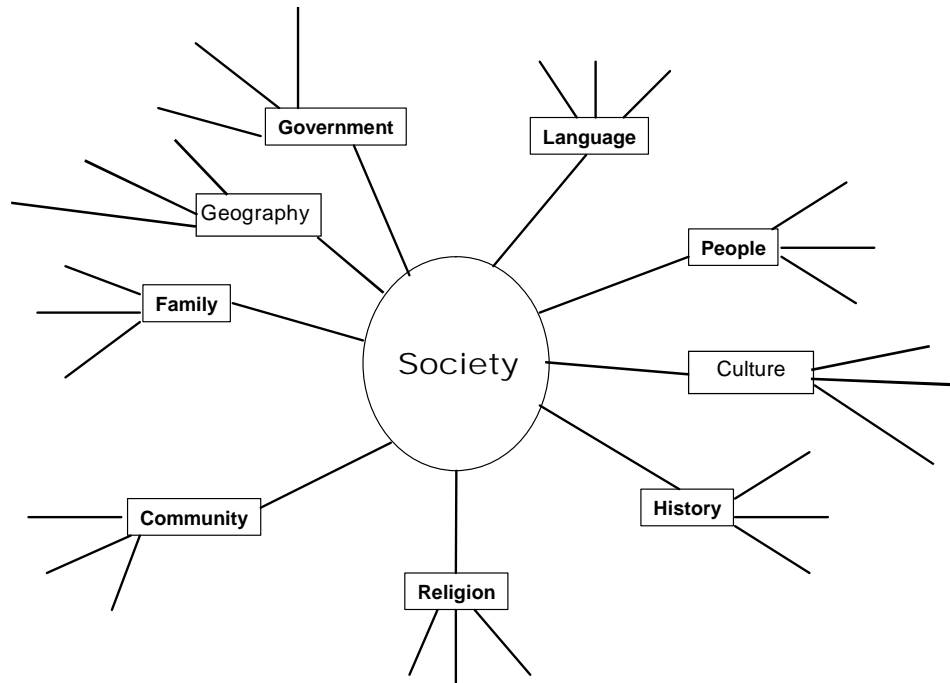 Government
Language
Geography
People
Family
Society
Culture
History
Community
Religion